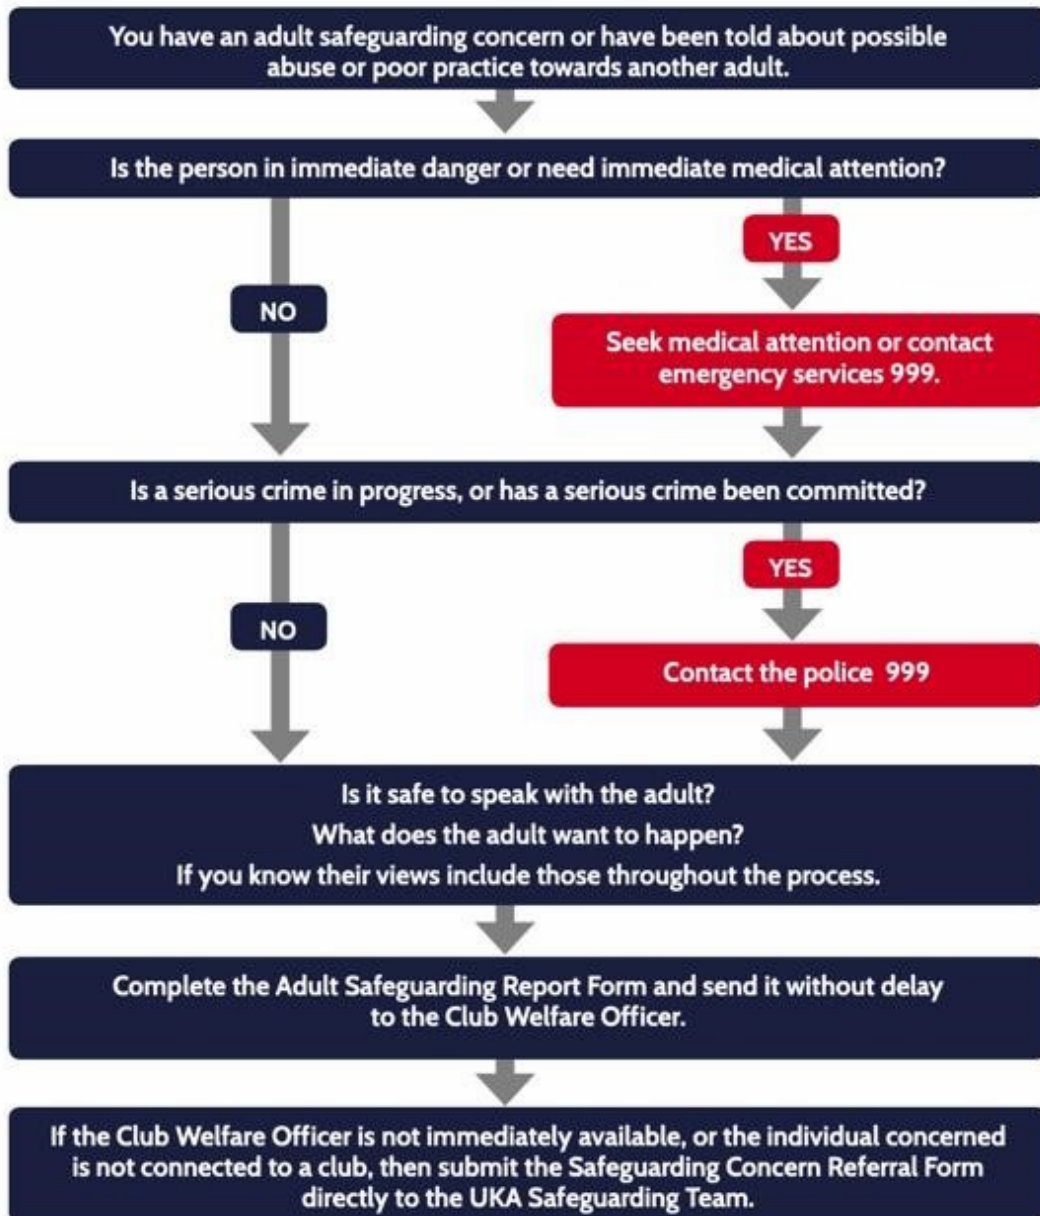 You have an adult safeguarding concern or have been told about possible
abuse or poor practice towards another adult.
Is the person in immediate danger or need immediate medical attention?
YES
NO
Seek medical attention or contact
emergency services 999.
Is a serious crime in progress, or has a serious crime been committed?
YES
NO
Contact the police 999
Is it safe to speak with the adult?
What does the adult want to happen?
If you know their views include those throughout the process.
Complete the Adult Safeguarding Report Form and send it without delay
to the Club Welfare Officer.
If the Club Welfare Officer is not immediately available, or the individual concerned
is not connected to a club, then submit the Safeguarding Concern Referral Form
directly to the UKA Safeguarding Team.